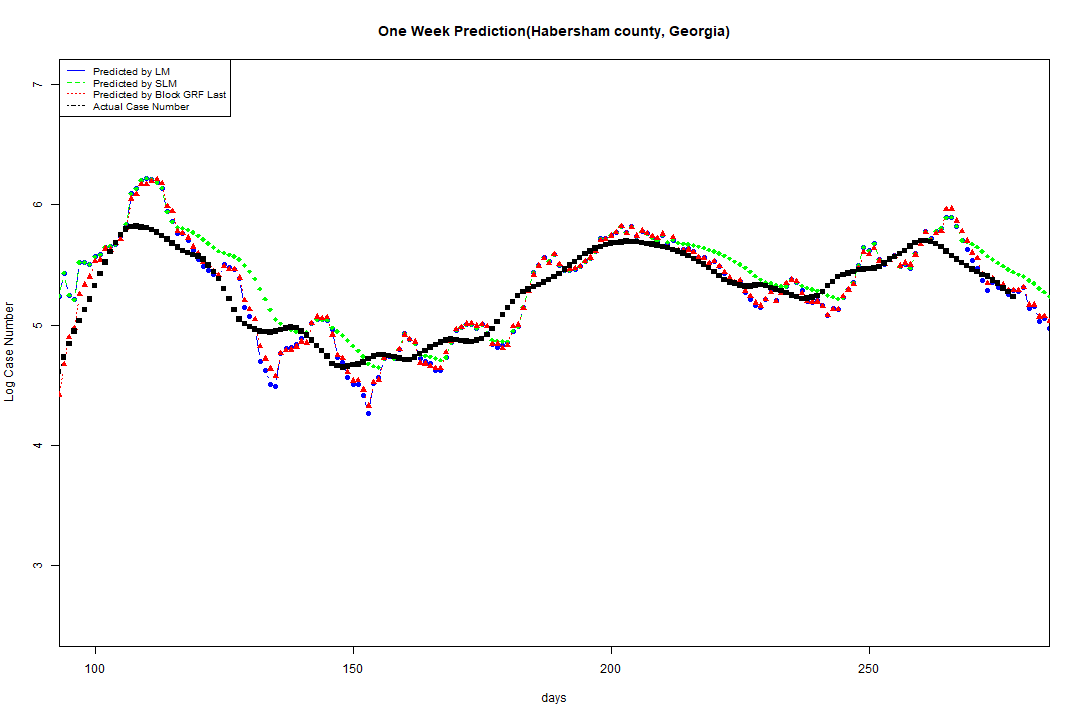 One Week Prediction(Habersham county, Georgia)
Predicted by LM
Predicted by SLM
Predicted by Block GRF Last
Actual Case Number
7
6
5
4
3
Log Case Number
100 150 200 250
days